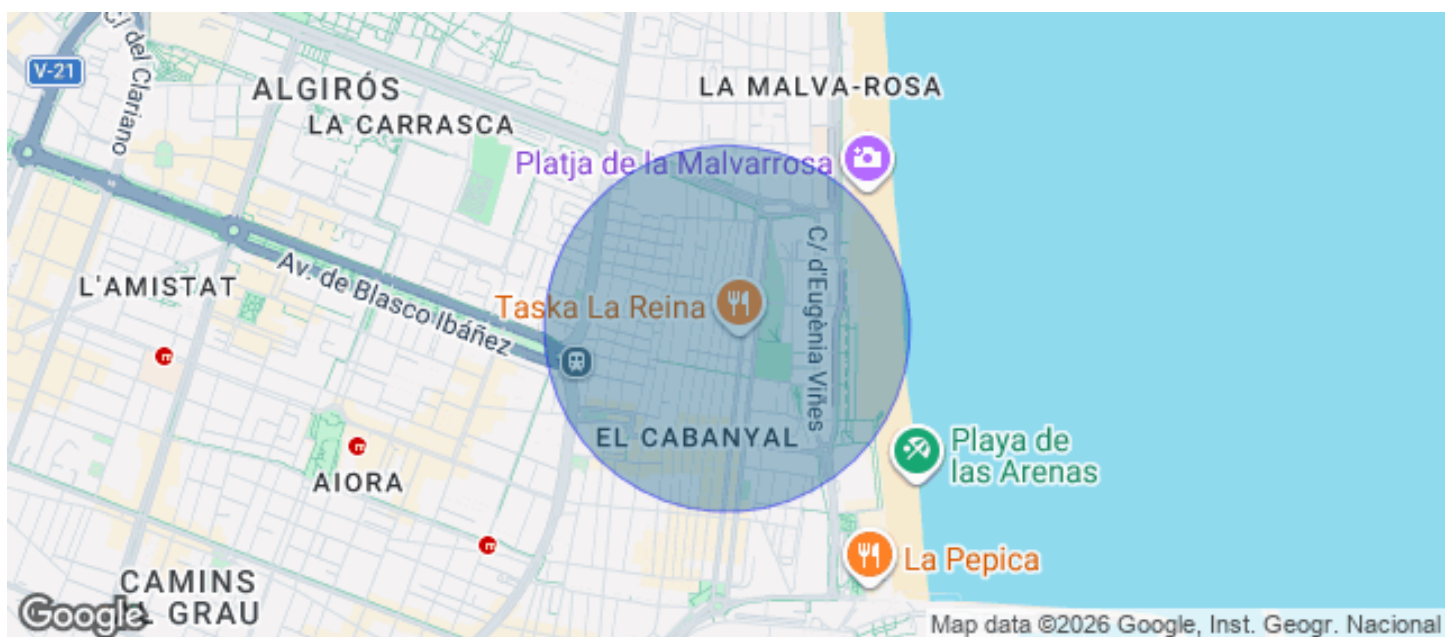 C/ del Clariano
V-21
ALGIRÓS
LA CARRASCA
LA MALVA-ROSA
Platja de la Malvarrosa
L'AMISTAT
Av. de Blasco Ibáñez
Taska La Reina
C/ d'Eugènia Viñes
EL CABANYAL
Playa de
las Arenas
AIORA
La Pepica
CAMINS
AL GRAU
Google
Map data ©2026 Google, Inst. Geogr. Nacional